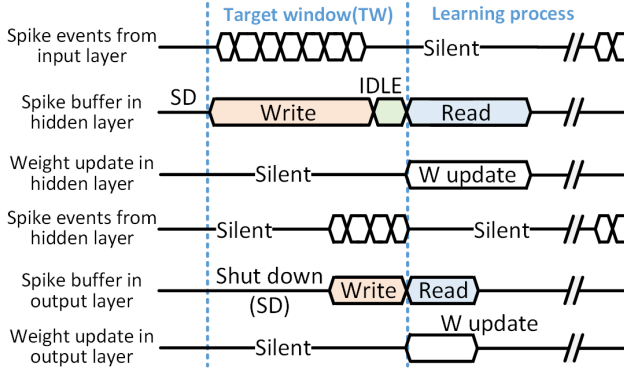 Target window(TW)
Learning process
Spike events from
input layer
Silent
Spike buffer in
hidden layer
SD
Write
IDLE
Read
Weight update in
hidden layer
Silent
W update
Spike events from
hidden layer
Silent
Silent
Spike buffer in
output layer
Shut down
(SD)
Write
Read
Weight update in
output layer
Silent
W update